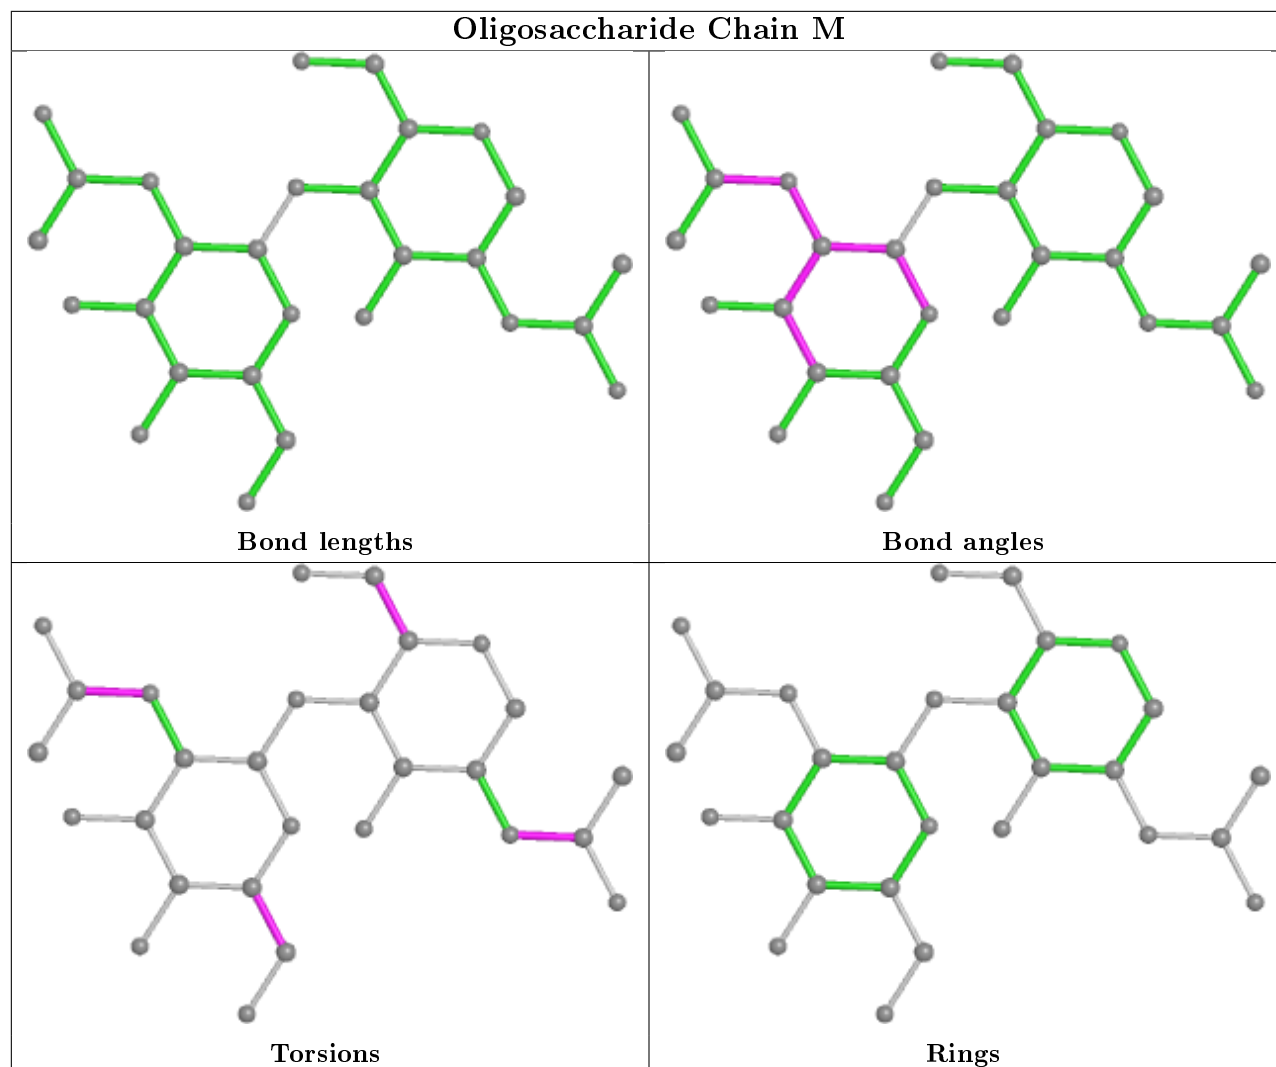 Oligosaccharide Chain M
Bond lengths
Bond angles
Torsions
Rings